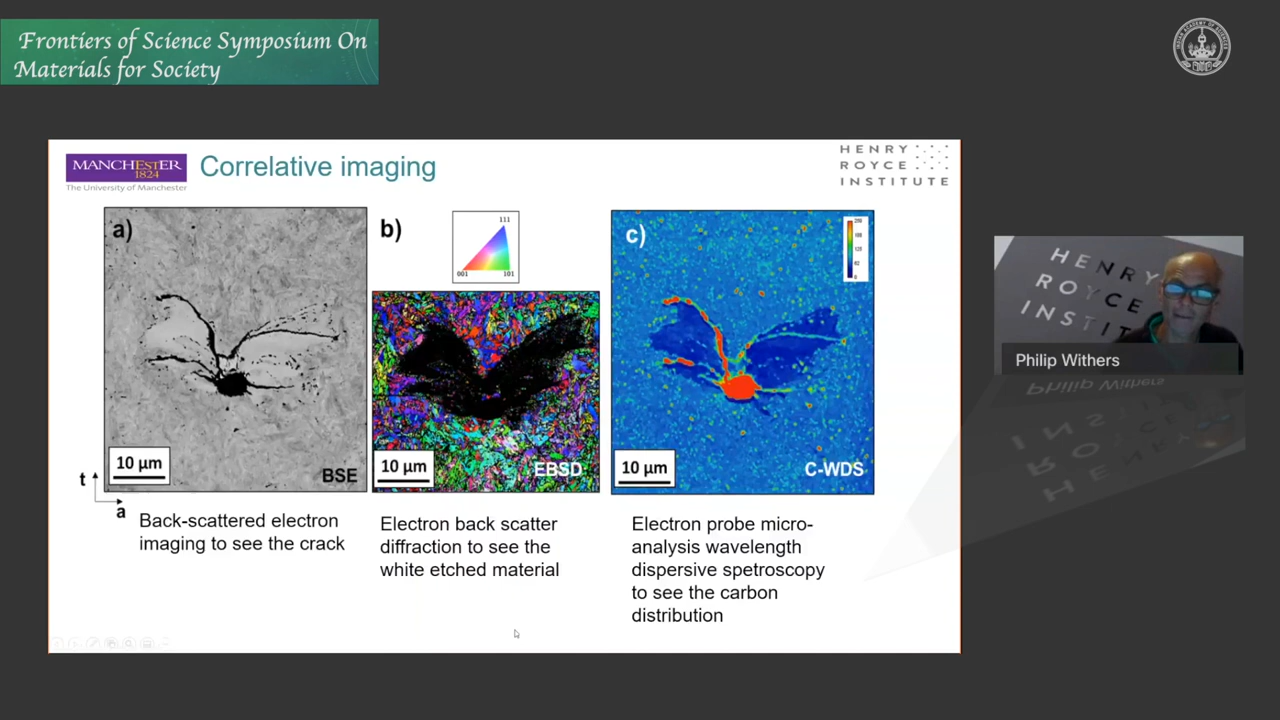 Frontiers of Science Symposium On
Materials for Society
MANCHESTER
1824
The University of Manchester
Correlative imaging
HENRY
ROYCE
INSTITUTE
a)
BSE
10 µm
t
a
b)
111
001
101
EBSD
10 µm
c)
C-WDS
10 µm
Back-scattered electron
imaging to see the crack
Electron back scatter
diffraction to see the
white etched material
Electron probe micro-
analysis wavelength
dispersive spetroscopy
to see the carbon
distribution
HENRY
ROYCE
INSTIT
Philip Withers